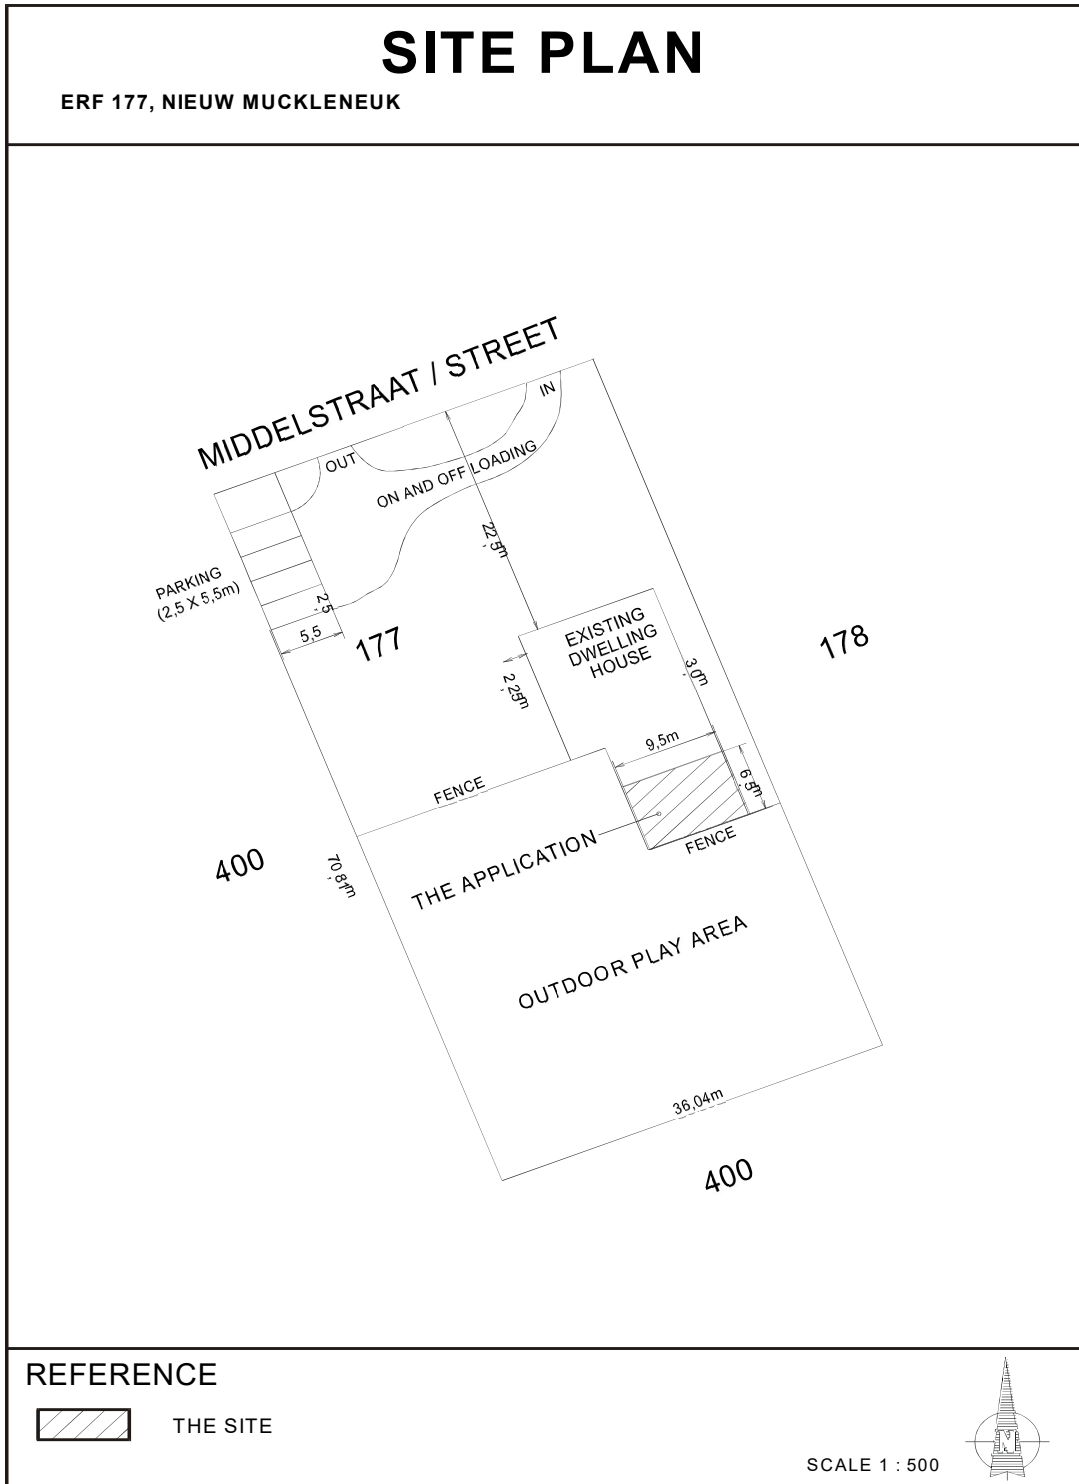 SITE PLAN
ERF 177, NIEUW MUCKLENEUK
MIDDELSTRAAT / STREET
IN
OUT
ON AND OFF LOADING
22,5m
PARKING
(2,5 X 5,5m)
2,5
5,5
177
EXISTING
DWELLING
HOUSE
178
2,25m
3,0m
9,5m
6,5m
FENCE
FENCE
400
70,81m
THE APPLICATION
OUTDOOR PLAY AREA
36,04m
400
REFERENCE
THE SITE
N
SCALE 1 : 500